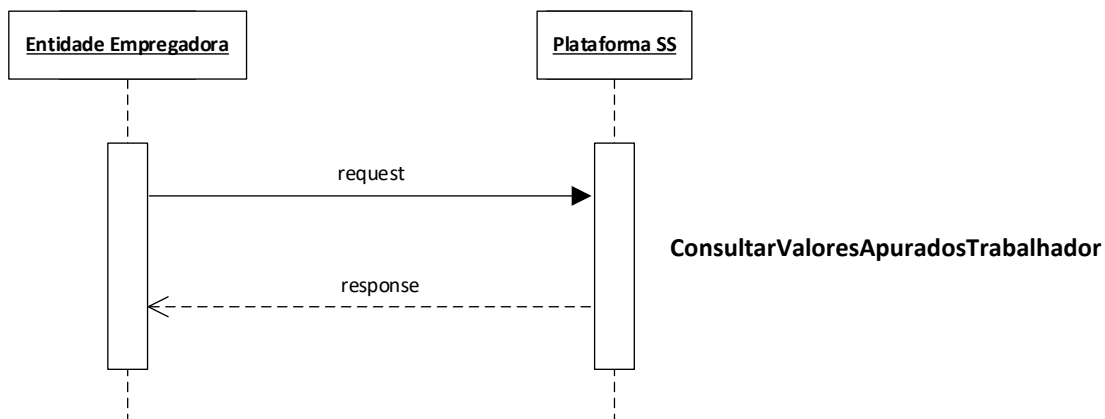 Entidade Empregadora
Plataforma SS
request
ConsultarValoresApuradosTrabalhador
response